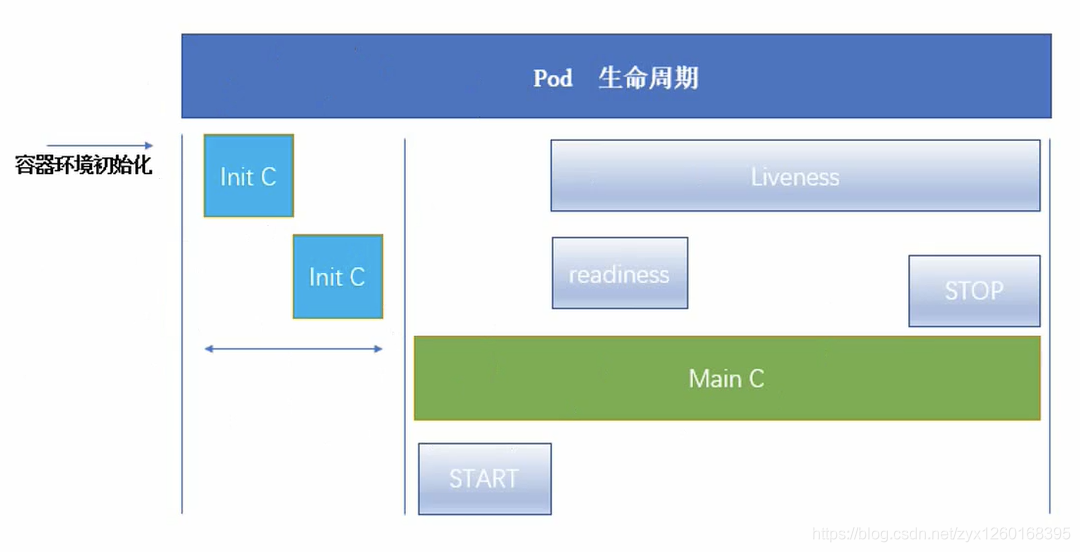 Pod 生命周期
容器环境初始化
Init C
Liveness
Init C
readiness
STOP
Main C
START
https://blog.csdn.net/zyx1260168395